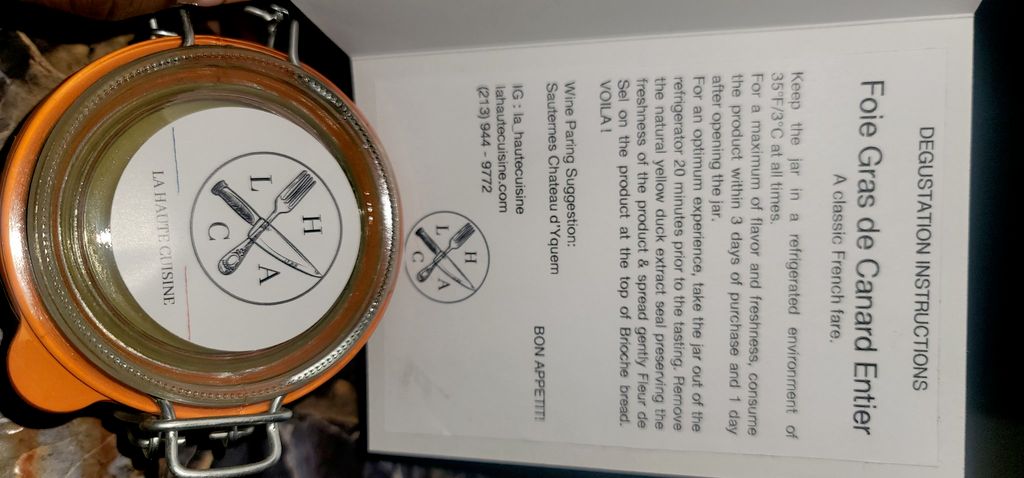 DEGUSTATION INSTRUCTIONS
Foie Gras de Canard Entier
A classic French fare.
Keep the jar in a refrigerated environment of
35°F/3°C at all times.
For a maximum of flavor and freshness, consume
the product within 3 days of purchase and 1 day
after opening the jar.
For an optimum experience, take the jar out of the
refrigerator 20 minutes prior to the tasting. Remove
the natural yellow duck extract seal preserving the
freshness of the product & spread gently Fleur de
Sel on the product at the top of Brioche bread.
VOILA !
Wine Paring Suggestion:
Sauternes Chateau d'Yquem
BON APPETIT!
IG : la_hautecuisine
lahautecuisine.com
(213) 944 - 9772
H
L A
C
H
L A
C
LA HAUTE CUISINE